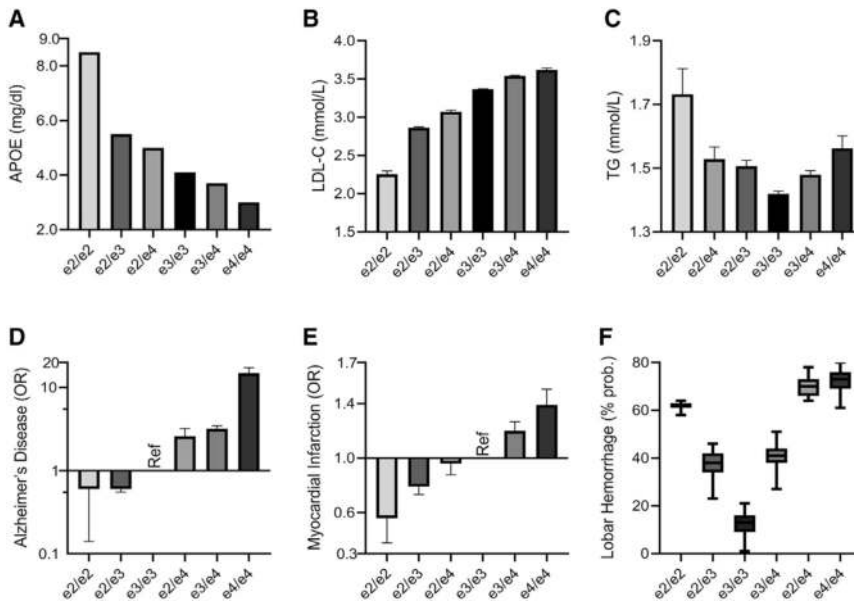 A
APOE (mg/dl)
9.0
8.0
6.0
4.0
2.0
e2/e2
e2/e3
e2/e4
e3/e3
e3/e4
e4/e4
B
LDL-C (mmol/L)
4.0
3.5
3.0
2.5
2.0
1.5
e2/e2
e2/e3
e2/e4
e3/e3
e3/e4
e4/e4
C
TG (mmol/L)
1.9
1.7
1.5
1.3
e2/e2
e2/e4
e2/e3
e3/e3
e3/e4
e4/e4
D
Alzheimer's Disease (OR)
20
10
1
0.1
Ref
e2/e2
e2/e3
e3/e3
e2/e4
e3/e4
e4/e4
E
Myocardial Infarction (OR)
1.7
1.4
1.0
0.6
0.3
Ref
e2/e2
e2/e3
e2/e4
e3/e3
e3/e4
e4/e4
F
Lobar Hemorrhage (% prob.)
80
60
40
20
0
e2/e2
e2/e3
e3/e3
e3/e4
e2/e4
e4/e4